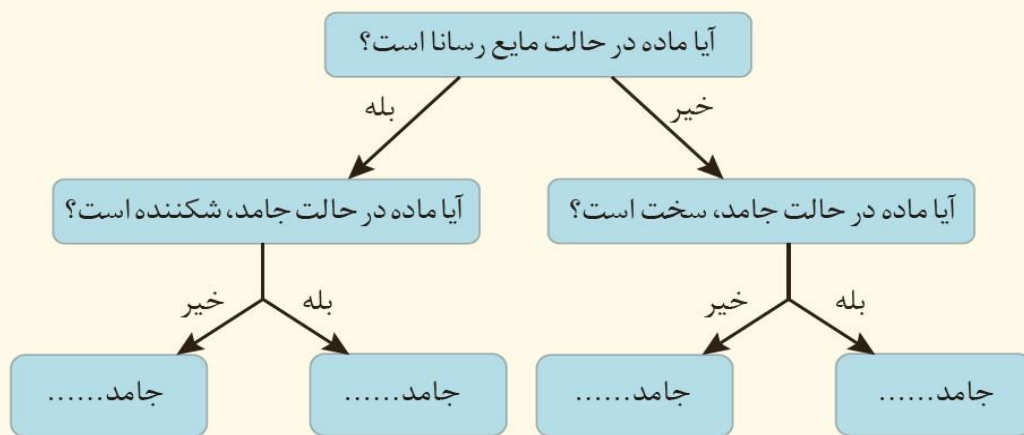 آیا ماده در حالت مایع رسانا است؟
خیر
بله
آیا ماده در حالت جامد، سخت است؟
آیا ماده در حالت جامد، شکننده است؟
بله
خیر
بله
خیر
جامد......
جامد......
جامد......
جامد......